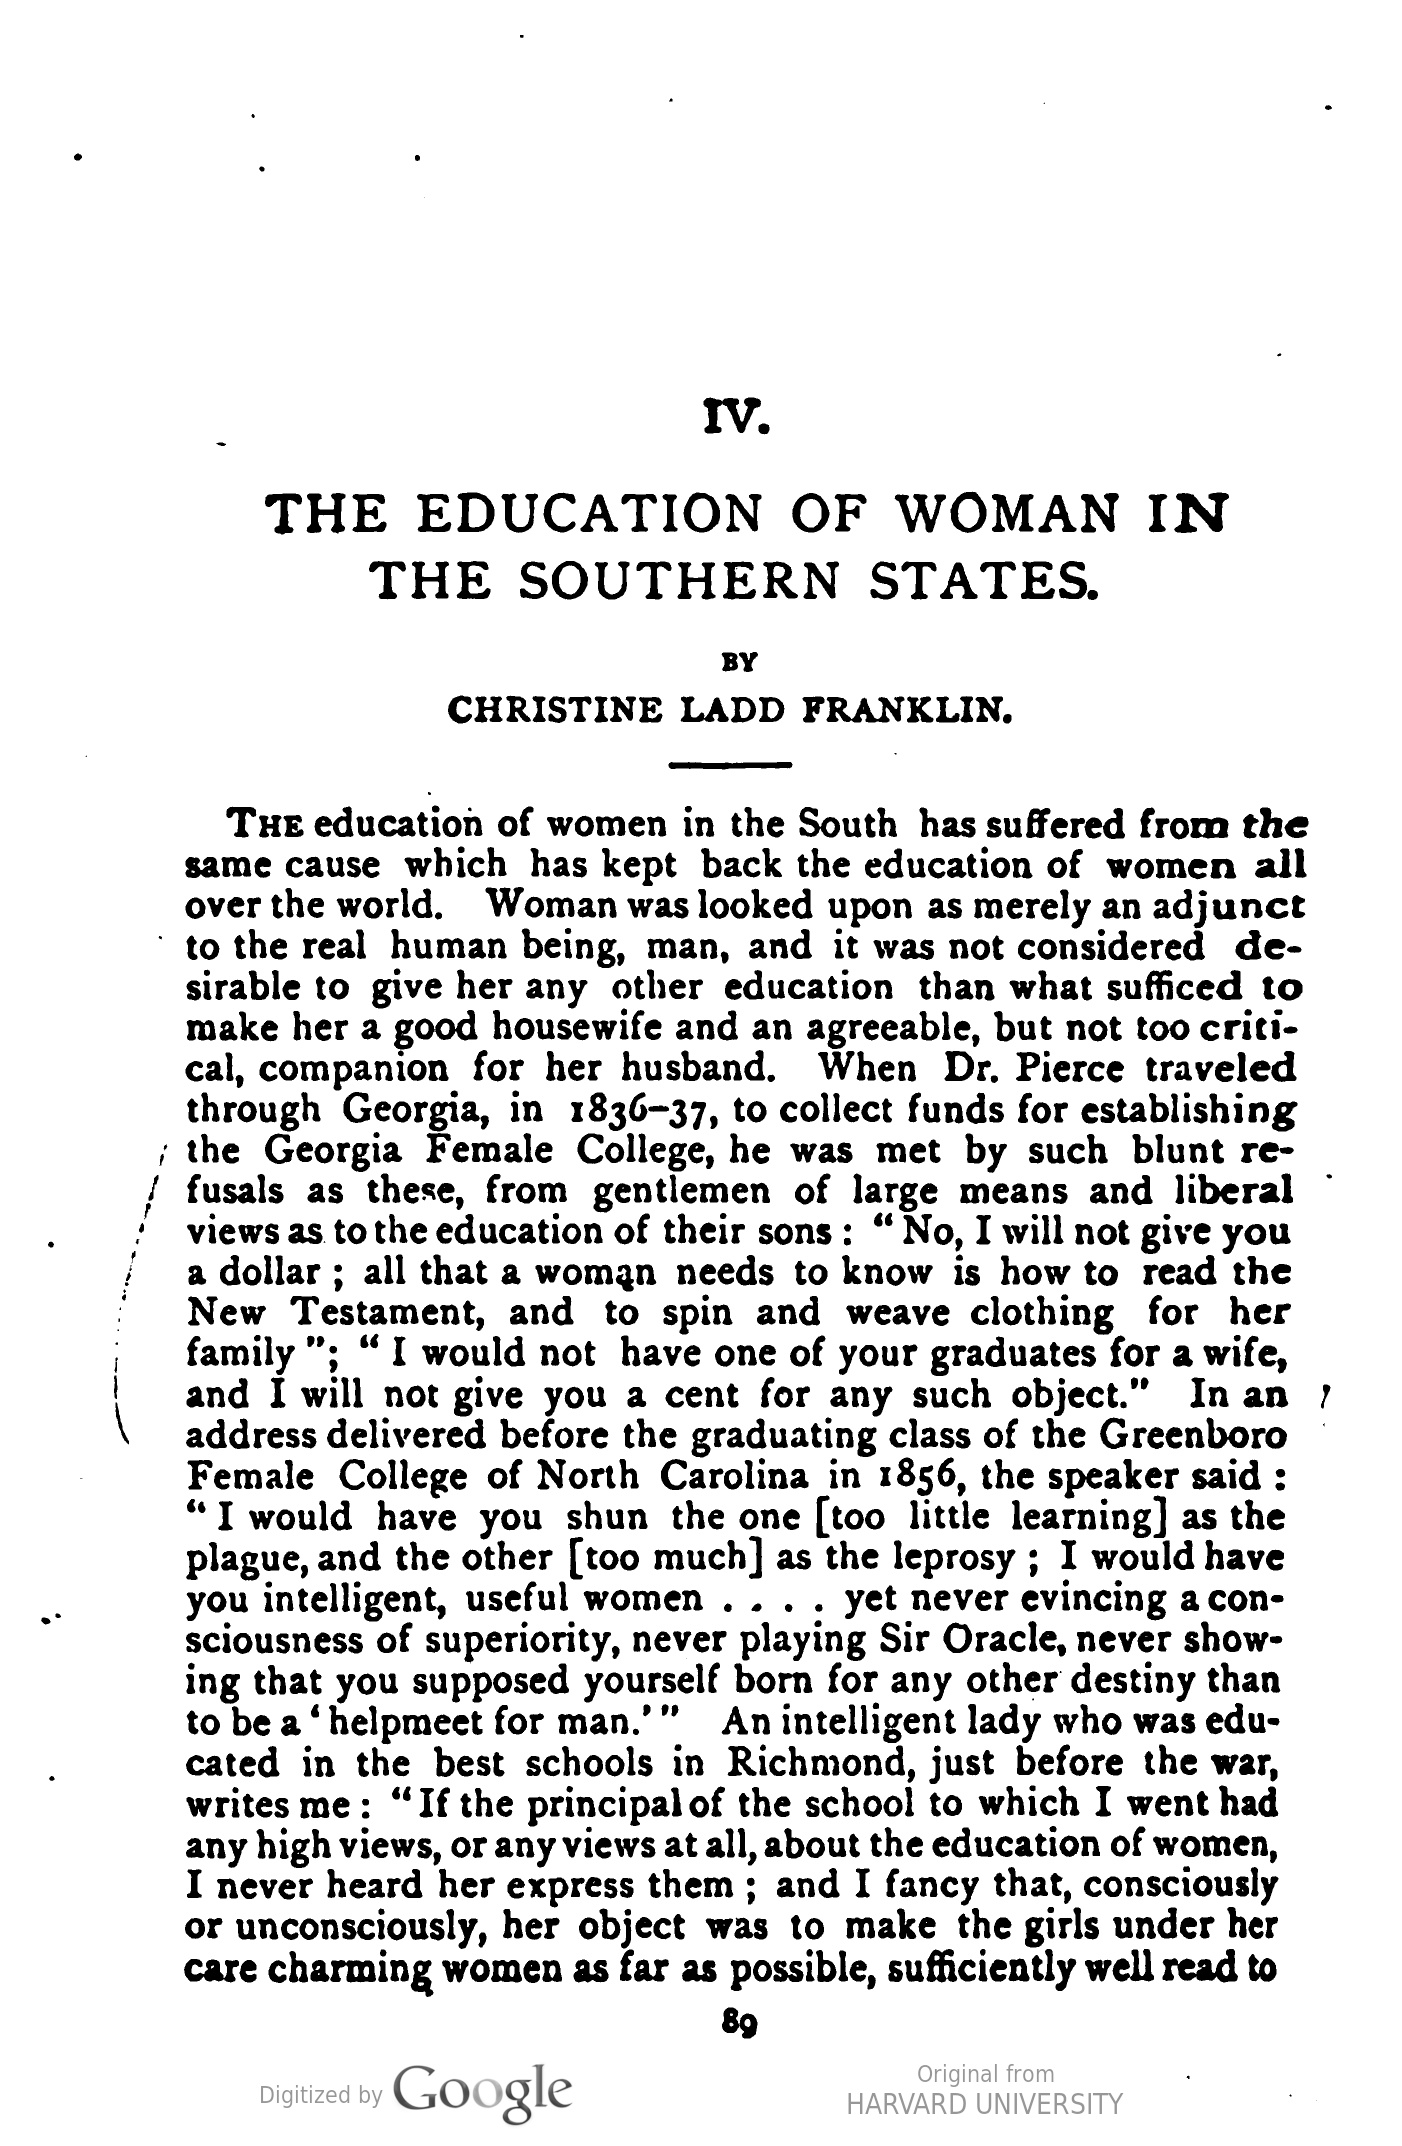 IV.
THE EDUCATION OF WOMAN IN
THE SOUTHERN STATES.
BY
CHRISTINE LADD FRANKLIN.
THE education of women in the South has suffered from the
same cause which has kept back the education of women all
over the world. Woman was looked upon as merely an adjunct
to the real human being, man, and it was not considered de-
sirable to give her any other education than what sufficed to
make her a good housewife and an agreeable, but not too criti-
cal, companion for her husband. When Dr. Pierce traveled
through Georgia, in 1836–37, to collect funds for establishing
the Georgia Female College, he was met by such blunt re-
fusals as these, from gentlemen of large means and liberal
views as to the education of their sons : “ No, I will not give you
a dollar ; all that a woman needs to know is how to read the
New Testament, and to spin and weave clothing for her
family ”; “ I would not have one of your graduates for a wife,
and I will not give you a cent for any such object.” In an
address delivered before the graduating class of the Greenboro
Female College of North Carolina in 1856, the speaker said :
“ I would have you shun the one [too little learning] as the
plague, and the other [too much] as the leprosy ; I would have
you intelligent, useful women . . . . yet never evincing a con-
sciousness of superiority, never playing Sir Oracle, never show-
ing that you supposed yourself born for any other destiny than
to be a ‘ helpmeet for man.’ ” An intelligent lady who was edu-
cated in the best schools in Richmond, just before the war,
writes me : “ If the principal of the school to which I went had
any high views, or any views at all, about the education of women,
I never heard her express them ; and I fancy that, consciously
or unconsciously, her object was to make the girls under her
care charming women as far as possible, sufficiently well read to
89
Digitized by Google
Original from
HARVARD UNIVERSITY